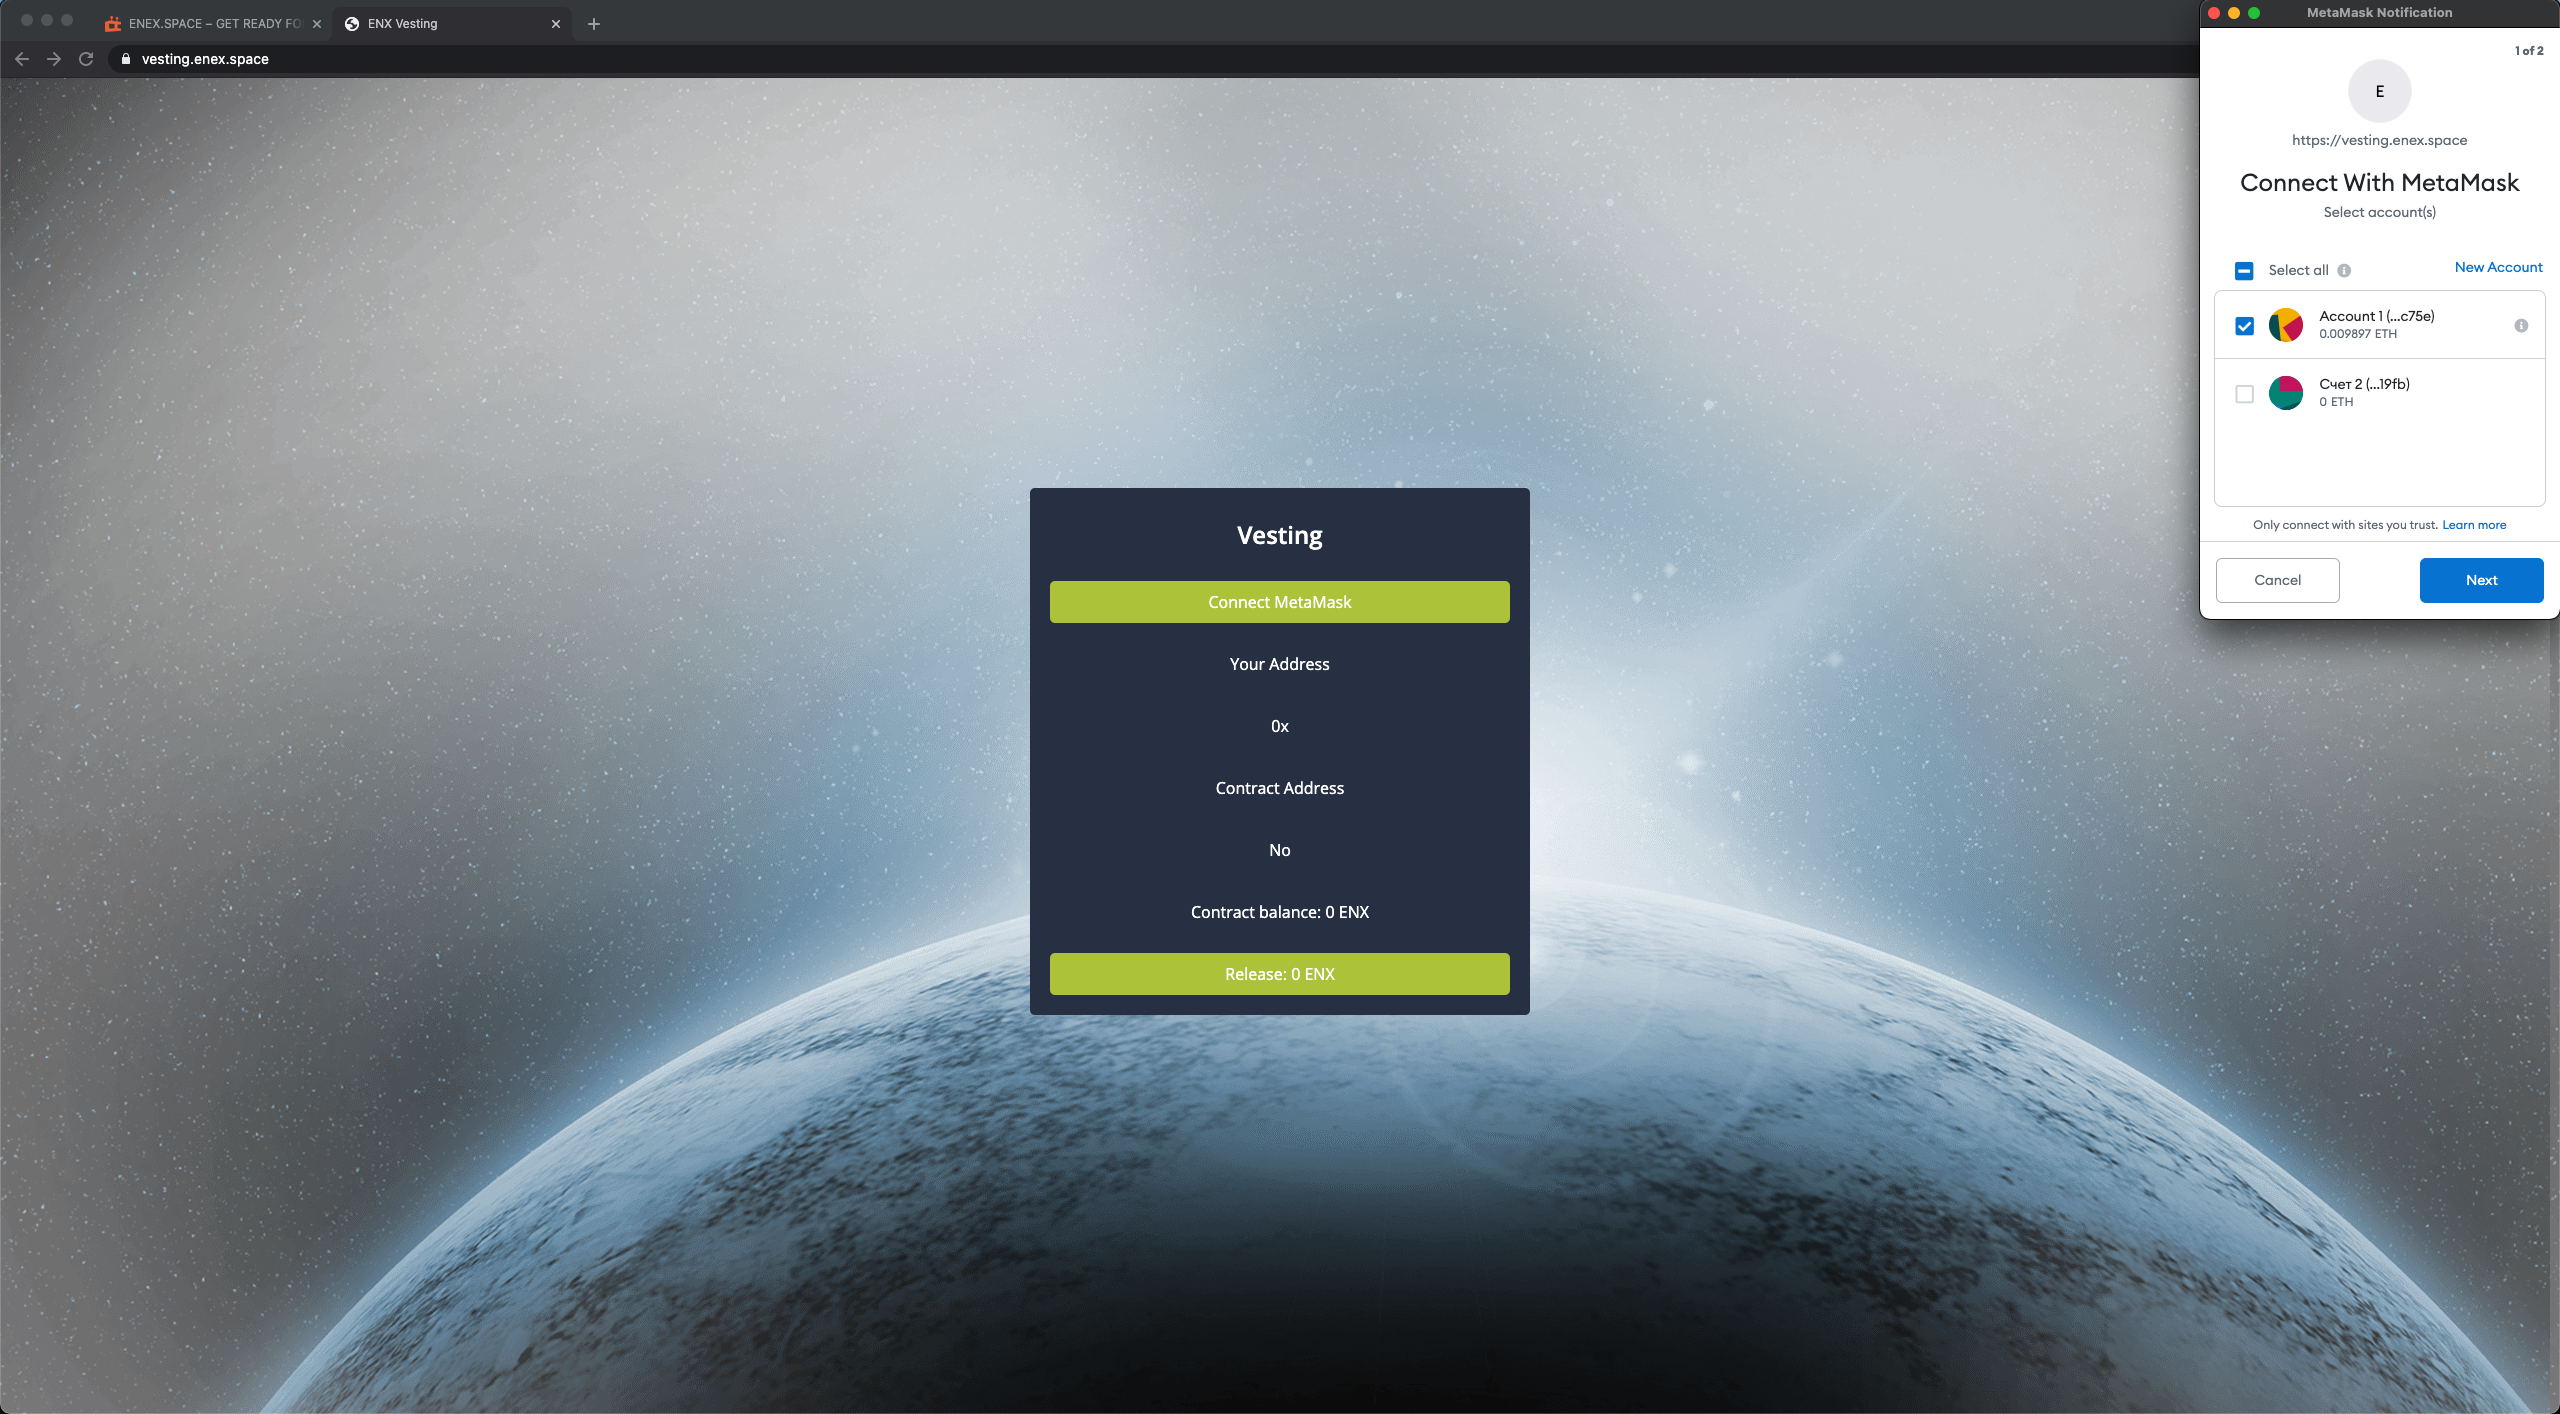 ENEX.SPACE – GET READY FO
ENX Vesting
vesting.enex.space
MetaMask Notification
1 of 2
E
https://vesting.enex.space
Connect With MetaMask
Select account(s)
Select all
New Account
Account 1 (...c75e)
0.009897 ETH
Счет 2 (...19fb)
0 ETH
Only connect with sites you trust. Learn more
Cancel
Next
Vesting
Connect MetaMask
Your Address
0x
Contract Address
No
Contract balance: 0 ENX
Release: 0 ENX